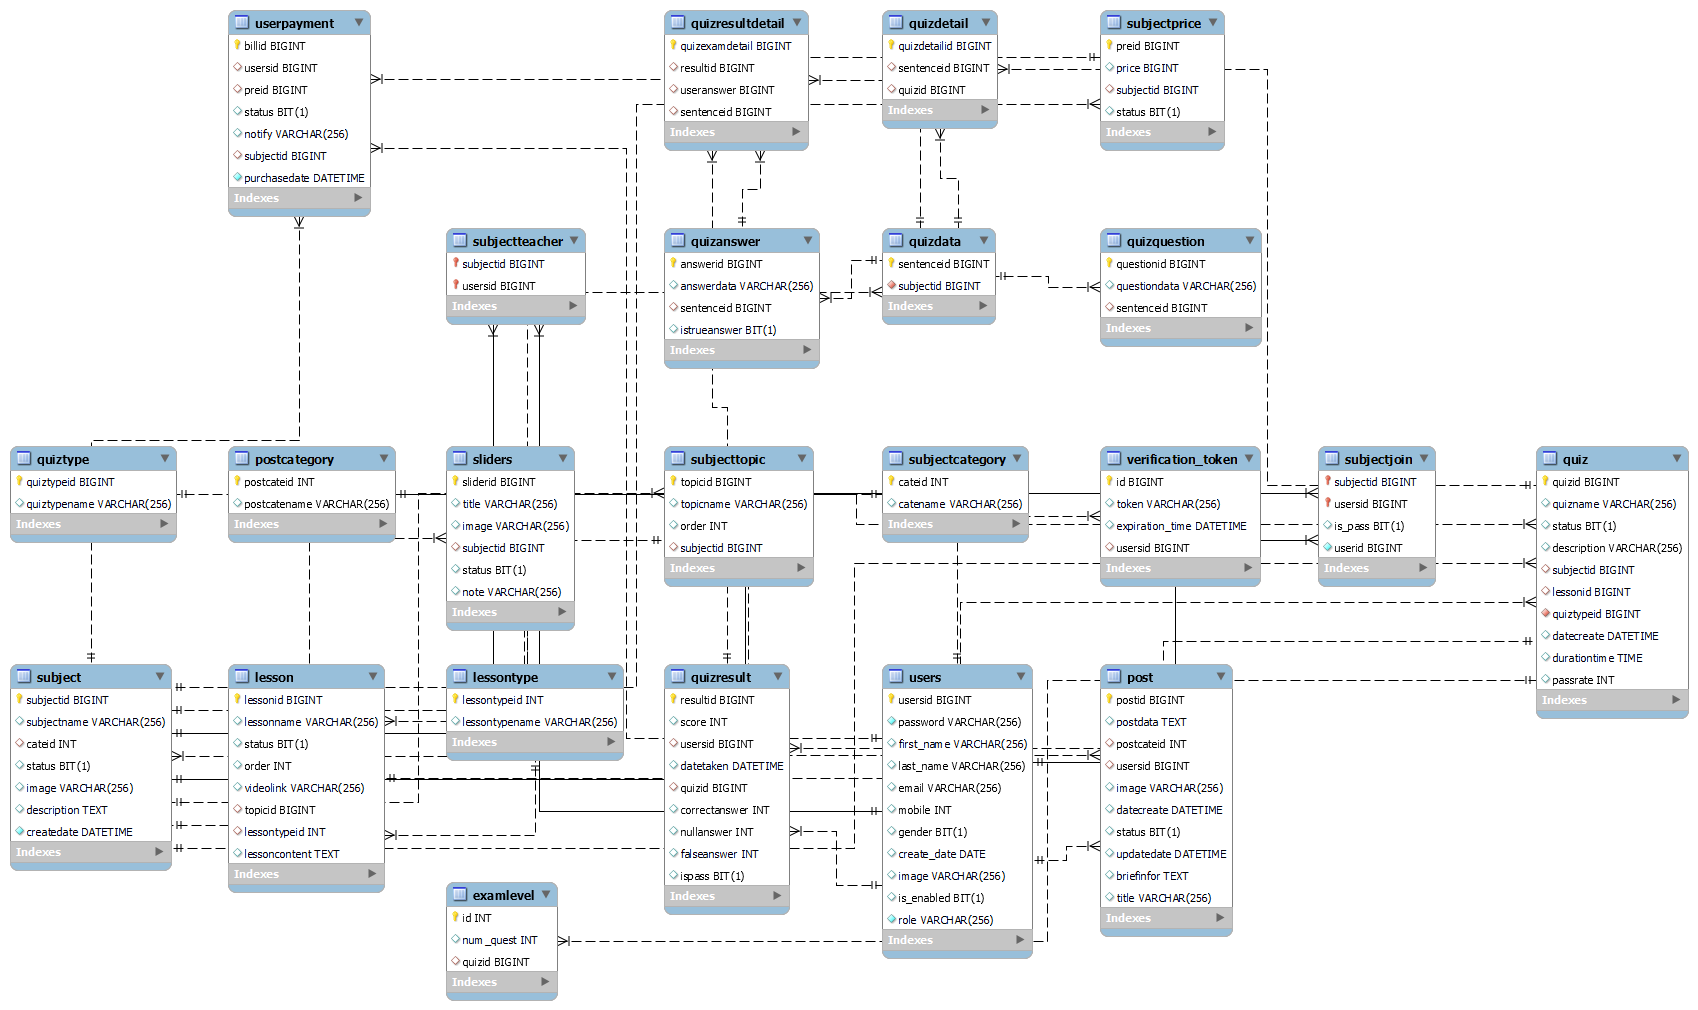 userpayment
billid BIGINT
usersid BIGINT
preid BIGINT
status BIT(1)
notify VARCHAR(256)
subjectid BIGINT
purchasedate DATETIME
Indexes
quizresultdetail
quizexamdetail BIGINT
resultid BIGINT
useranswer BIGINT
sentenceid BIGINT
Indexes
quizdetail
quizdetailid BIGINT
sentenceid BIGINT
quizid BIGINT
Indexes
subjectprice
preid BIGINT
price BIGINT
subjectid BIGINT
status BIT(1)
Indexes
subjectteacher
subjectid BIGINT
usersid BIGINT
Indexes
quizanswer
answerid BIGINT
answerdata VARCHAR(256)
sentenceid BIGINT
istrueanswer BIT(1)
Indexes
quizdata
sentenceid BIGINT
subjectid BIGINT
Indexes
quizquestion
questionid BIGINT
questiondata VARCHAR(256)
sentenceid BIGINT
Indexes
quiztype
quiztypeid BIGINT
quiztypename VARCHAR(256)
Indexes
postcategory
postcateid INT
postcatename VARCHAR(256)
Indexes
sliders
sliderid BIGINT
title VARCHAR(256)
image VARCHAR(256)
subjectid BIGINT
status BIT(1)
note VARCHAR(256)
Indexes
subjecttopic
topicid BIGINT
topicname VARCHAR(256)
order INT
subjectid BIGINT
Indexes
subjectcategory
cateid INT
catename VARCHAR(256)
Indexes
verification_token
id BIGINT
token VARCHAR(256)
expiration_time DATETIME
usersid BIGINT
Indexes
subjectjoin
subjectid BIGINT
usersid BIGINT
is_pass BIT(1)
userid BIGINT
Indexes
quiz
quizid BIGINT
quizname VARCHAR(256)
status BIT(1)
description VARCHAR(256)
subjectid BIGINT
lessonid BIGINT
quiztypeid BIGINT
datecreate DATETIME
durationtime TIME
passrate INT
Indexes
subject
subjectid BIGINT
subjectname VARCHAR(256)
cateid INT
status BIT(1)
image VARCHAR(256)
description TEXT
createdate DATETIME
Indexes
lesson
lessonid BIGINT
lessonname VARCHAR(256)
status BIT(1)
order INT
videolink VARCHAR(256)
topicid BIGINT
lessontypeid INT
lessoncontent TEXT
Indexes
lessontype
lessontypeid INT
lessontypename VARCHAR(256)
Indexes
quizresult
resultid BIGINT
score INT
usersid BIGINT
datetaken DATETIME
quizid BIGINT
correctanswer INT
nullanswer INT
falseanswer INT
ispass BIT(1)
Indexes
users
usersid BIGINT
password VARCHAR(256)
first_name VARCHAR(256)
last_name VARCHAR(256)
email VARCHAR(256)
mobile INT
gender BIT(1)
create_date DATE
image VARCHAR(256)
is_enabled BIT(1)
role VARCHAR(256)
Indexes
post
postid BIGINT
postdata TEXT
postcateid INT
usersid BIGINT
image VARCHAR(256)
datecreate DATETIME
status BIT(1)
updatedate DATETIME
briefinfor TEXT
title VARCHAR(256)
Indexes
examlevel
id INT
num_quest INT
quizid BIGINT
Indexes